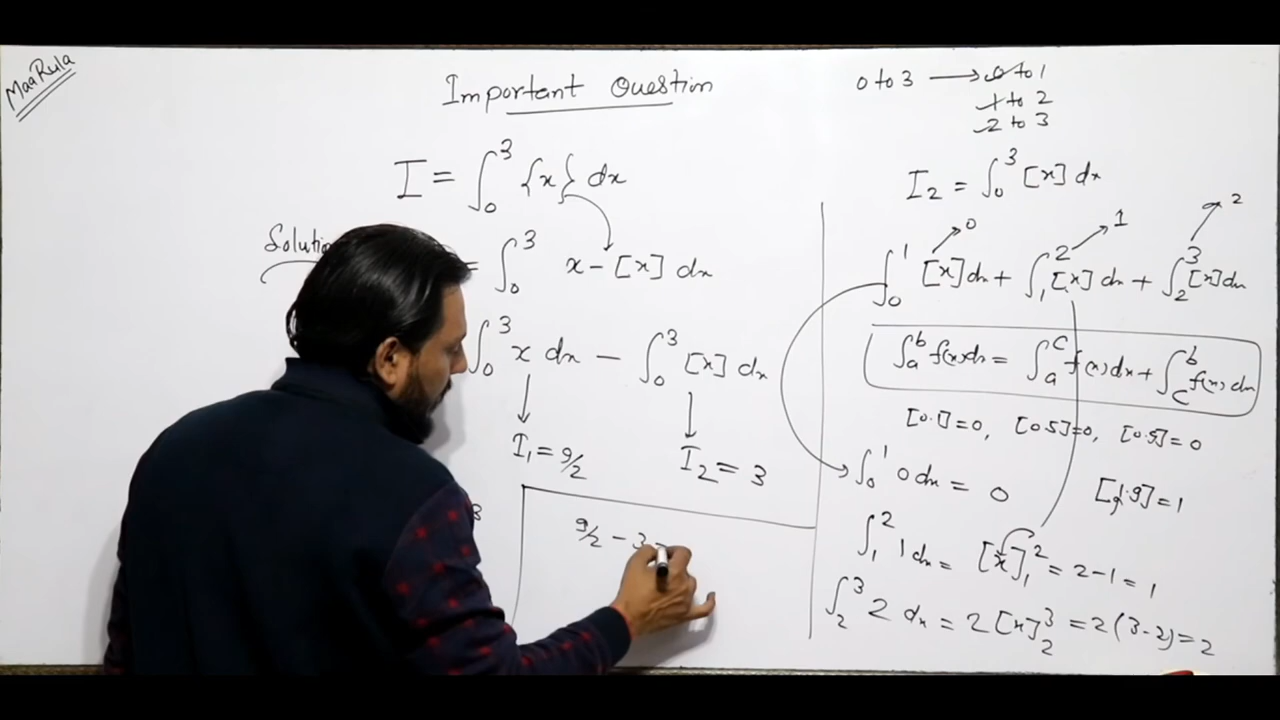 MaaRula
Important Question
I = ∫₀³ {x} dx
Solutio
= ∫₀³ x - [x] dx
∫₀³ x dx - ∫₀³ [x] dx
I₁ = 9/2
I₂ = 3
3
9/2 - 3 =
0 to 3 → 0 to 1
1 to 2
2 to 3
I₂ = ∫₀³ [x] dx
0 1 2
∫₀¹ [x] dx + ∫₁² [x] dx + ∫₂³ [x] dx
∫ₐᵇ f(x) dx = ∫ₐᶜ f(x) dx + ∫꜀ᵇ f(x) dx
[0.1]=0, [0.5]=0, [0.5]=0
∫₀¹ 0 dx = 0
[1.9]=1
∫₁² 1 dx = [x]₁² = 2-1 = 1
∫₂³ 2 dx = 2 [x]₂³ = 2(3-2) = 2